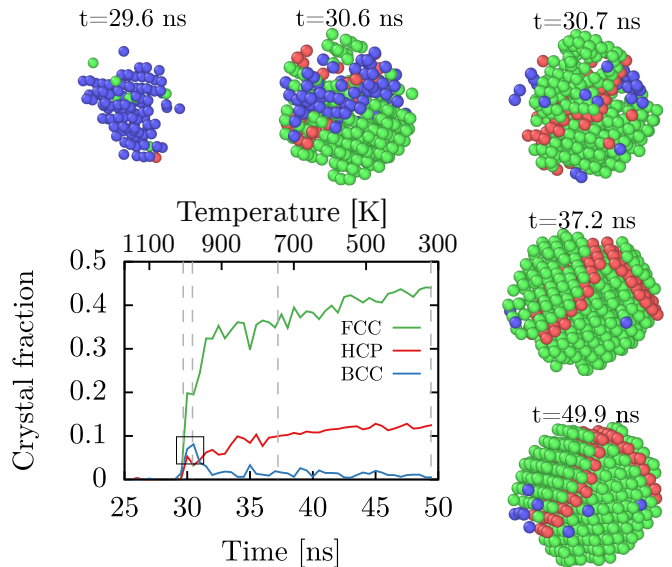 t=29.6 ns
t=30.6 ns
t=30.7 ns
Temperature [K]
1100 900 700 500 300
t=37.2 ns
Crystal fraction
0.5
0.4
0.3
0.2
0.1
0
FCC
HCP
BCC
t=49.9 ns
25 30 35 40 45 50
Time [ns]